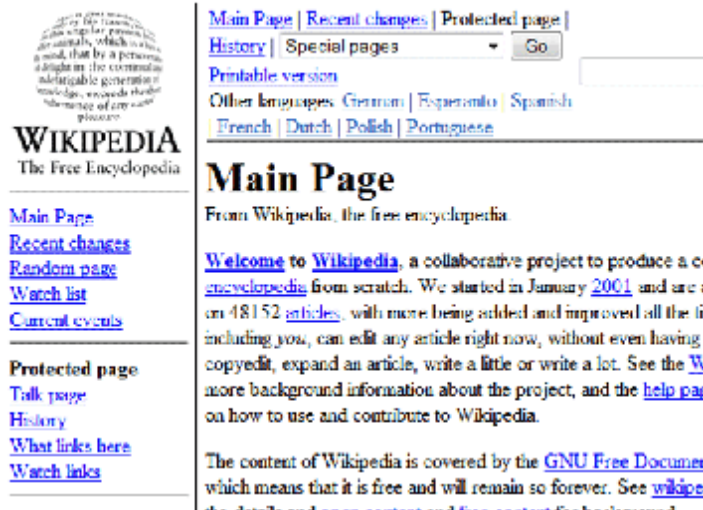 Main Page | Recent changes | Protected page |
History | Special pages Go
Printable version
Other languages: German | Esperanto | Spanish
| French | Dutch | Polish | Portuguese
WIKIPEDIA
The Free Encyclopedia
Main Page
Recent changes
Random page
Watch list
Current events
Protected page
Talk page
History
What links here
Watch links
Main Page
From Wikipedia, the free encyclopedia.
Welcome to Wikipedia, a collaborative project to produce a
encyclopedia from scratch. We started in January 2001 and are
on 48152 articles, with more being added and improved all the
including you, can edit any article right now, without even having
copyedit, expand an article, write a little or write a lot. See the
more background information about the project, and the help
on how to use and contribute to Wikipedia.
The content of Wikipedia is covered by the GNU Free
which means that it is free and will remain so forever. See